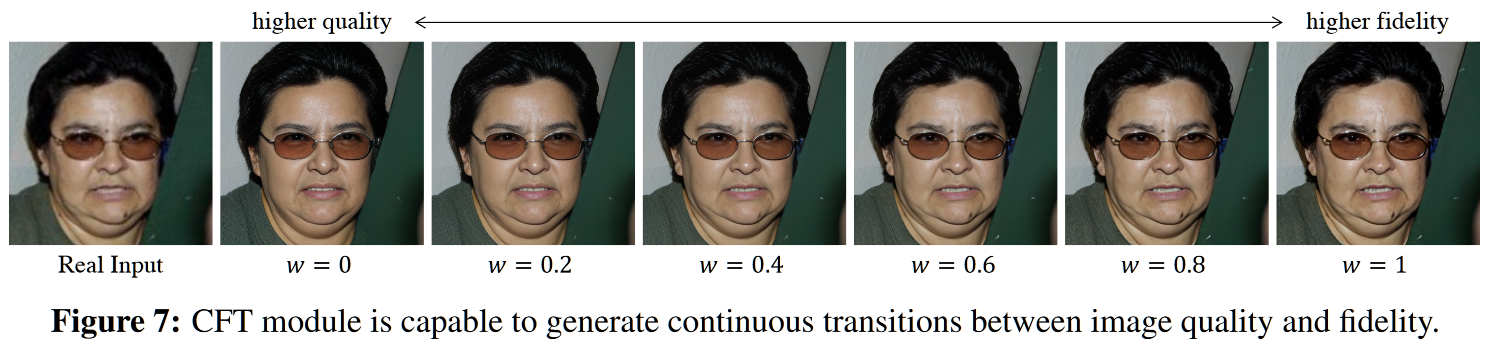 higher quality higher fidelity
Real Input w = 0 w = 0.2 w = 0.4 w = 0.6 w = 0.8 w = 1
Figure 7: CFT module is capable to generate continuous transitions between image quality and fidelity.